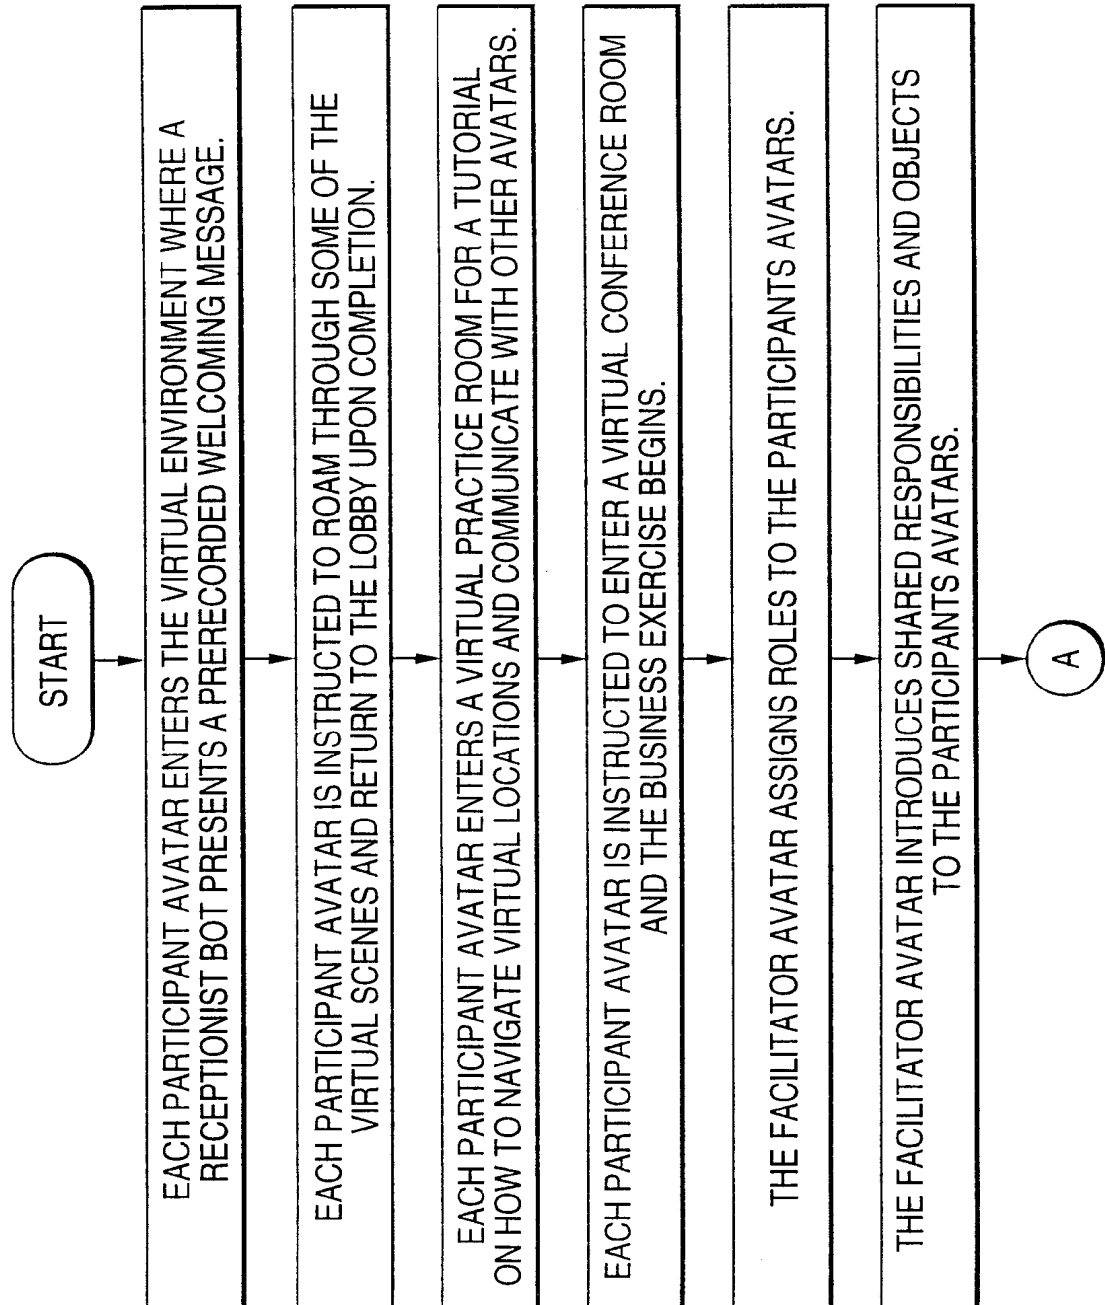 START
EACH PARTICIPANT AVATAR ENTERS THE VIRTUAL ENVIRONMENT WHERE A
RECEPTIONIST BOT PRESENTS A PRERECORDED WELCOMING MESSAGE.
EACH PARTICIPANT AVATAR IS INSTRUCTED TO ROAM THROUGH SOME OF THE
VIRTUAL SCENES AND RETURN TO THE LOBBY UPON COMPLETION.
EACH PARTICIPANT AVATAR ENTERS A VIRTUAL PRACTICE ROOM FOR A TUTORIAL
ON HOW TO NAVIGATE VIRTUAL LOCATIONS AND COMMUNICATE WITH OTHER AVATARS.
EACH PARTICIPANT AVATAR IS INSTRUCTED TO ENTER A VIRTUAL CONFERENCE ROOM
AND THE BUSINESS EXERCISE BEGINS.
THE FACILITATOR AVATAR ASSIGNS ROLES TO THE PARTICIPANTS AVATARS.
THE FACILITATOR AVATAR INTRODUCES SHARED RESPONSIBILITIES AND OBJECTS
TO THE PARTICIPANTS AVATARS.
A